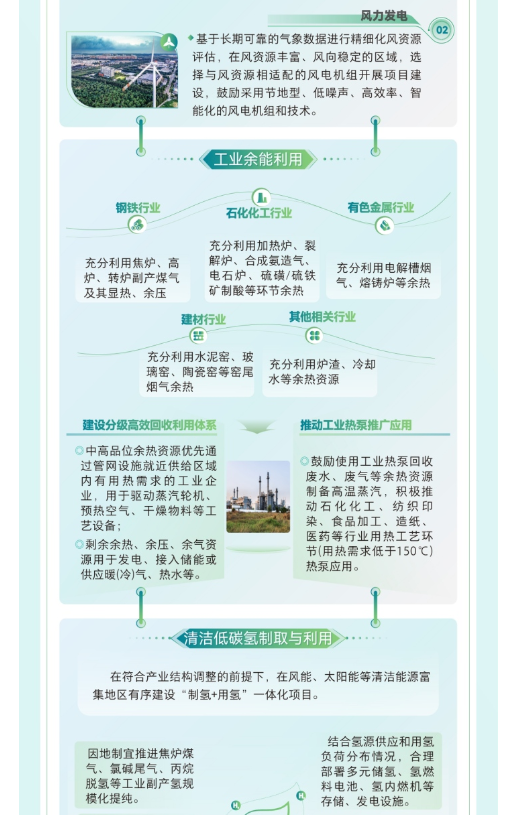 风力发电
02
基于长期可靠的气象数据进行精细化风资源
评估，在风资源丰富、风向稳定的区域，选
择与风资源相适配的风电机组开展项目建
设，鼓励采用节地型、低噪声、高效率、智
能化的风电机组和技术。
工业余能利用
钢铁行业
石化化工行业
有色金属行业
充分利用焦炉、高
炉、转炉副产煤气
及其显热、余压
充分利用加热炉、裂
解炉、合成氨造气、
电石炉、硫磺/硫铁
矿制酸等环节余热
充分利用电解槽烟
气、熔铸炉等余热
建材行业
其他相关行业
充分利用水泥窑、玻
璃窑、陶瓷窑等窑尾
烟气余热
充分利用炉渣、冷却
水等余热资源
建设分级高效回收利用体系
中高品位余热资源优先通
过管网设施就近供给区域
内有用热需求的工业企
业，用于驱动蒸汽轮机、
预热空气、干燥物料等工
艺设备；
剩余余热、余压、余气资
源用于发电、接入储能或
供应暖(冷)气、热水等。
推动工业热泵推广应用
鼓励使用工业热泵回收
废水、废气等余热资源
制备高温蒸汽，积极推
动石化化工、纺织印
染、食品加工、造纸、
医药等行业用热工艺环
节(用热需求低于150℃)
热泵应用。
清洁低碳氢制取与利用
在符合产业结构调整的前提下，在风能、太阳能等清洁能源富
集地区有序建设“制氢+用氢”一体化项目。
因地制宜推进焦炉煤
气、氯碱尾气、丙烷
脱氢等工业副产氢规
模化提纯。
结合氢源供应和用氢
负荷分布情况，合理
部署多元储氢、氢燃
料电池、氢内燃机等
存储、发电设施。
H
H